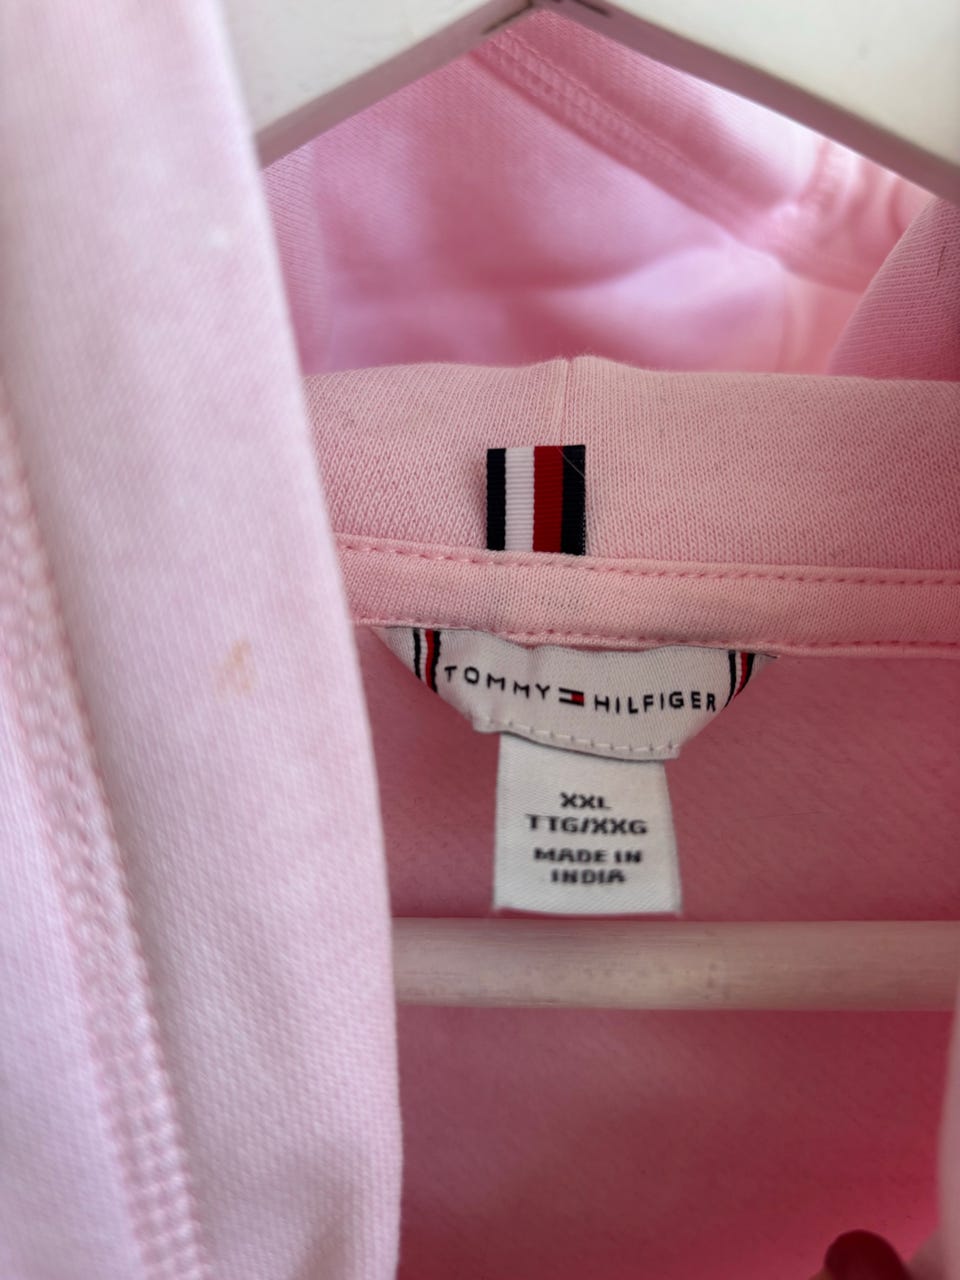 TOMMY HILFIGER
XXL
TTG/XXG
MADE IN
INDIA